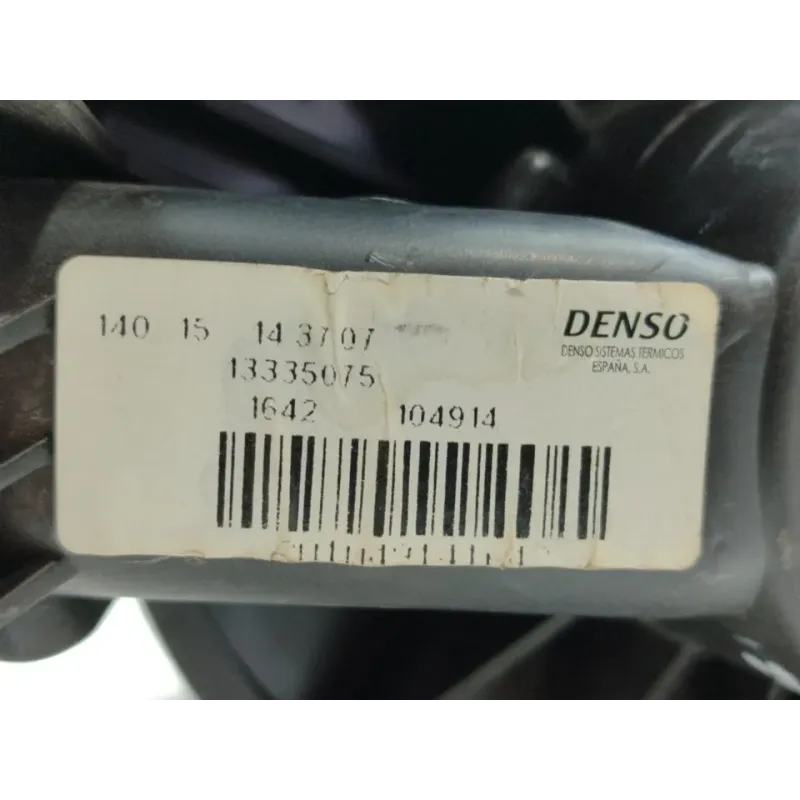 140 15 14 37 07
DENSO
DENSO SISTEMAS TERMICOS
ESPAÑA, S.A.
13335075
1642 104914